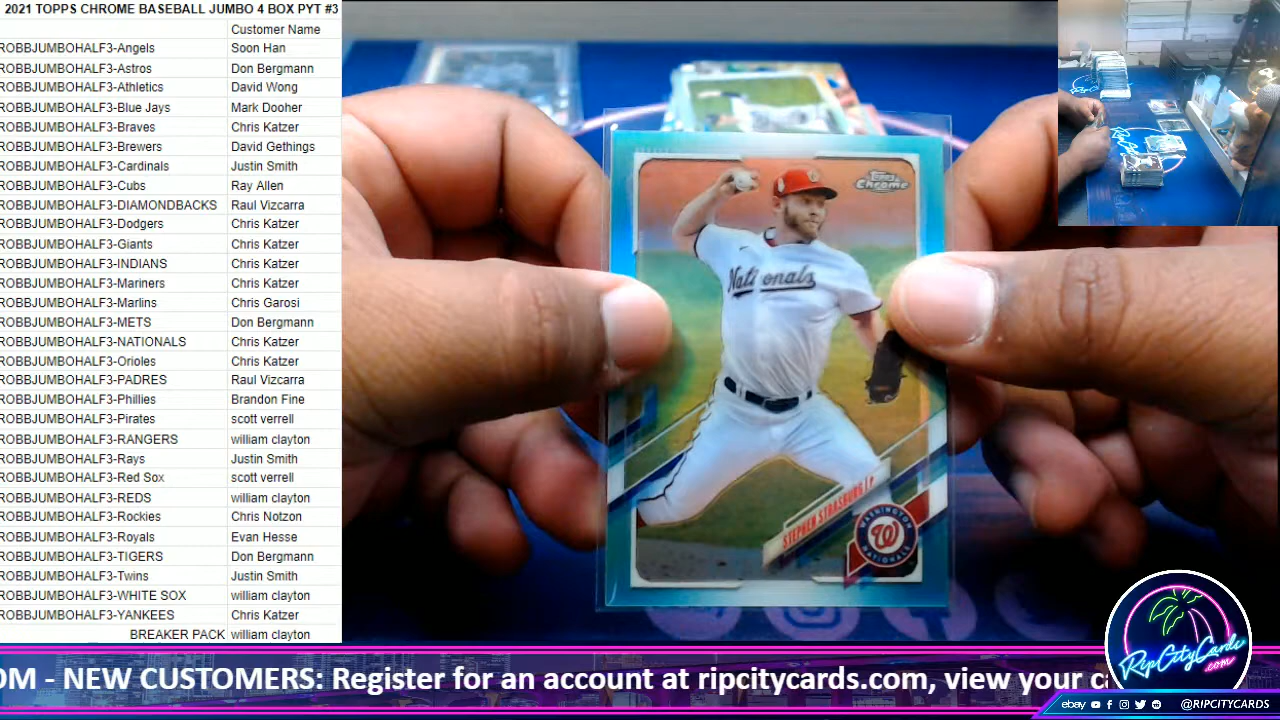 2021 TOPPS CHROME BASEBALL JUMBO 4 BOX PYT #3
Customer Name
ROBBJUMBOHALF3-Angels Soon Han
ROBBJUMBOHALF3-Astros Don Bergmann
ROBBJUMBOHALF3-Athletics David Wong
ROBBJUMBOHALF3-Blue Jays Mark Dooher
ROBBJUMBOHALF3-Braves Chris Katzer
ROBBJUMBOHALF3-Brewers David Gethings
ROBBJUMBOHALF3-Cardinals Justin Smith
ROBBJUMBOHALF3-Cubs Ray Allen
ROBBJUMBOHALF3-DIAMONDBACKS Raul Vizcarra
ROBBJUMBOHALF3-Dodgers Chris Katzer
ROBBJUMBOHALF3-Giants Chris Katzer
ROBBJUMBOHALF3-INDIANS Chris Katzer
ROBBJUMBOHALF3-Mariners Chris Katzer
ROBBJUMBOHALF3-Marlins Chris Garosi
ROBBJUMBOHALF3-METS Don Bergmann
ROBBJUMBOHALF3-NATIONALS Chris Katzer
ROBBJUMBOHALF3-Orioles Chris Katzer
ROBBJUMBOHALF3-PADRES Raul Vizcarra
ROBBJUMBOHALF3-Phillies Brandon Fine
ROBBJUMBOHALF3-Pirates scott verrell
ROBBJUMBOHALF3-RANGERS william clayton
ROBBJUMBOHALF3-Rays Justin Smith
ROBBJUMBOHALF3-Red Sox scott verrell
ROBBJUMBOHALF3-REDS william clayton
ROBBJUMBOHALF3-Rockies Chris Notzon
ROBBJUMBOHALF3-Royals Evan Hesse
ROBBJUMBOHALF3-TIGERS Don Bergmann
ROBBJUMBOHALF3-Twins Justin Smith
ROBBJUMBOHALF3-WHITE SOX william clayton
ROBBJUMBOHALF3-YANKEES Chris Katzer
BREAKER PACK william clayton
Topps
Chrome
Nationals
STEPHEN STRASBURG | P
WASHINGTON
W
NATIONALS
OM - NEW CUSTOMERS: Register for an account at ripcitycards.com, view your ca
RipCityCards
.com
ebay @RIPCITYCARDS